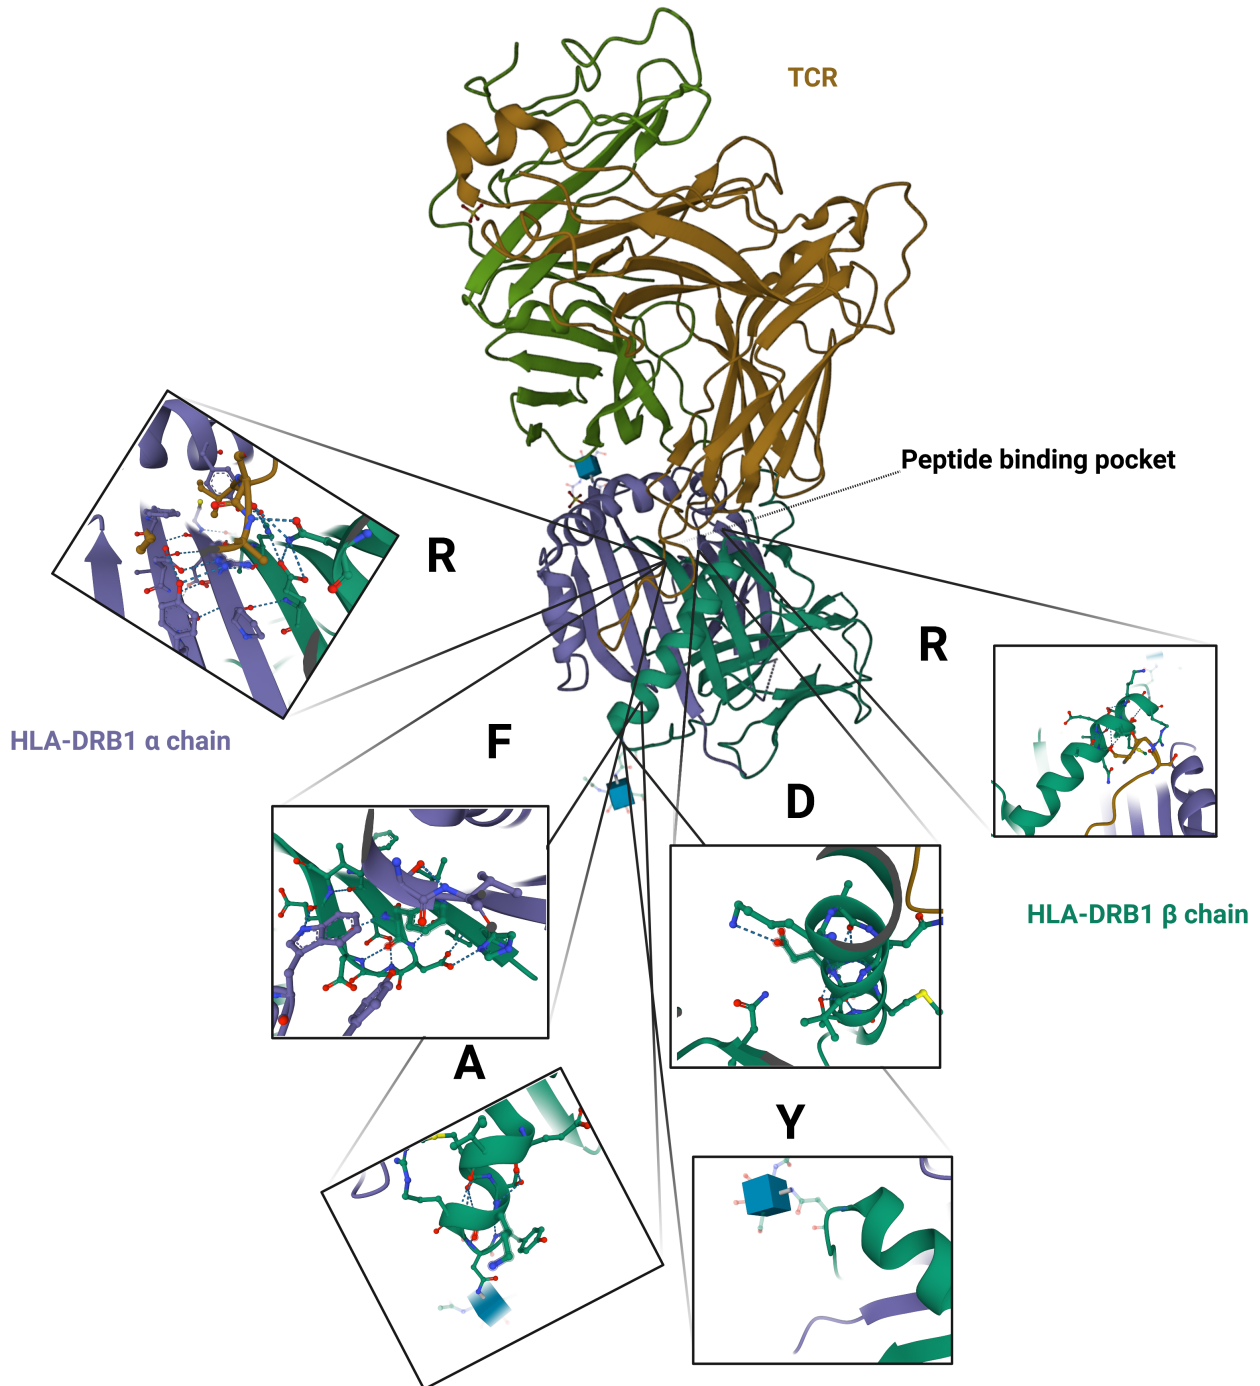 TCR
Peptide binding pocket
R
R
HLA-DRB1 α chain
F
D
HLA-DRB1 β chain
A
Y